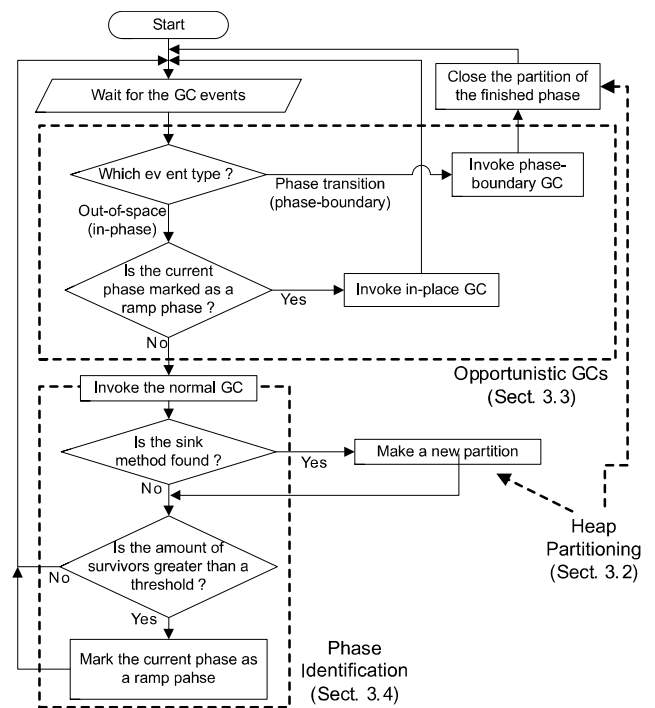 Start
Wait for the GC events
Close the partition of
the finished phase
Which ev ent type ?
Phase transition
(phase-boundary)
Invoke phase-
boundary GC
Out-of-space
(in-phase)
Is the current
phase marked as a
ramp phase ?
Yes
Invoke in-place GC
No
Opportunistic GCs
(Sect. 3.3)
Invoke the normal GC
Is the sink
method found ?
Yes
Make a new partition
No
Heap
Partitioning
(Sect. 3.2)
Is the amount of
survivors greater than a
threshold ?
No
Yes
Mark the current phase as
a ramp pahse
Phase
Identification
(Sect. 3.4)